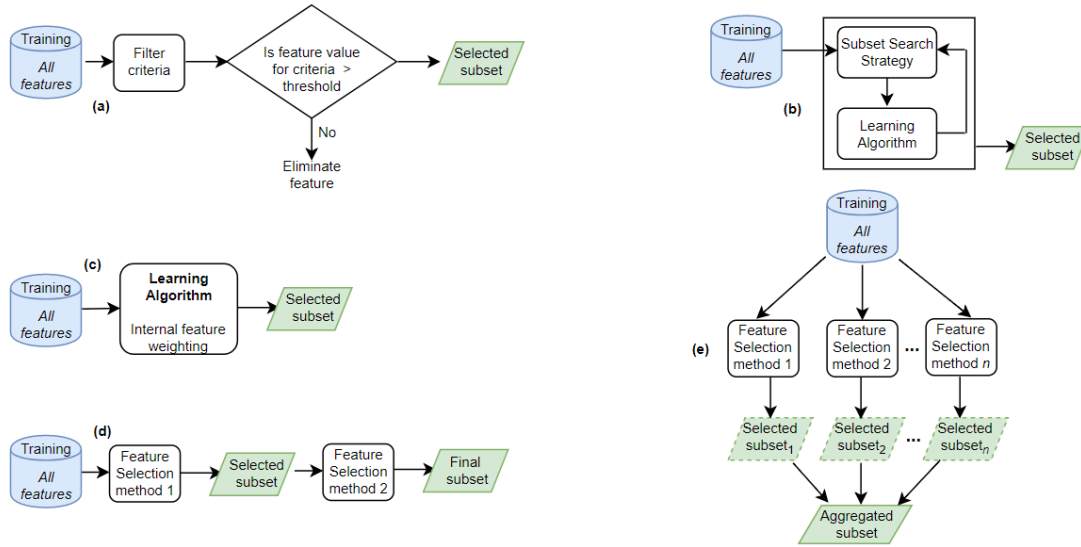 Training
All
features
Filter
criteria
Is feature value
for criteria >
threshold
Selected
subset
(a)
No
Eliminate
feature
Training
All
features
Subset Search
Strategy
(b)
Learning
Algorithm
Selected
subset
(c)
Training
All
features
Learning
Algorithm
Internal feature
weighting
Selected
subset
(d)
Training
All
features
Feature
Selection
method 1
Selected
subset
Feature
Selection
method 2
Final
subset
Training
All
features
(e)
Feature
Selection
method 1
Feature
Selection
method 2
...
Feature
Selection
method n
Selected
subset1
Selected
subset2
...
Selected
subsetn
Aggregated
subset